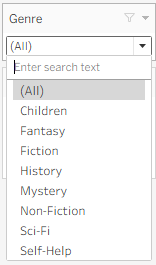 Genre
(All)
Enter search text
(All)
Children
Fantasy
Fiction
History
Mystery
Non-Fiction
Sci-Fi
Self-Help